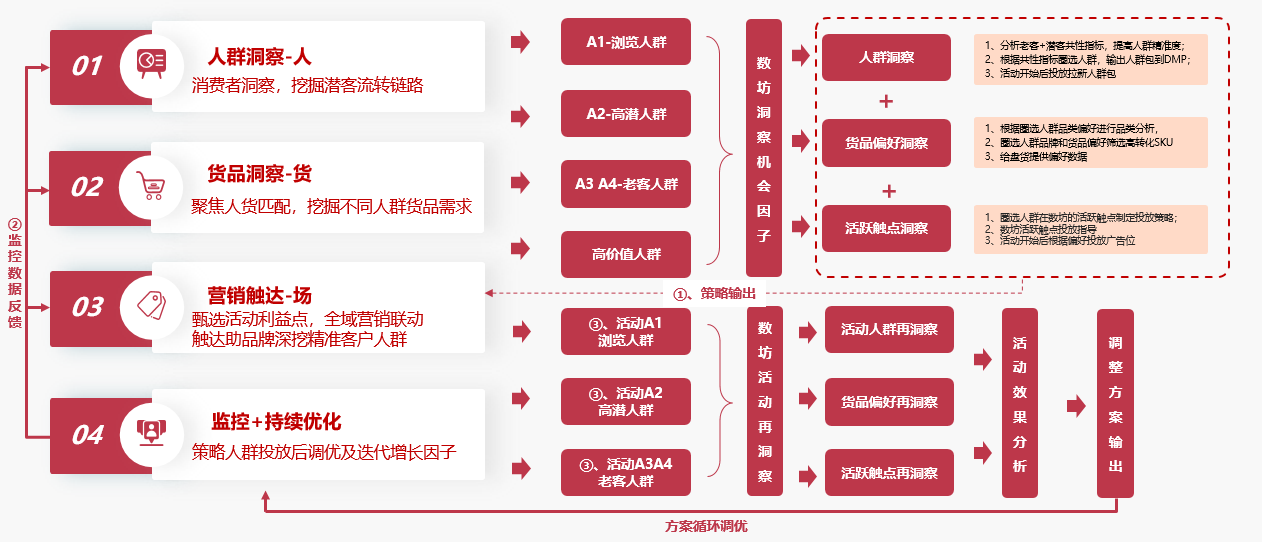 01
人群洞察-人
消费者洞察，挖掘潜客流转链路
02
货品洞察-货
聚焦人货匹配，挖掘不同人群货品需求
03
营销触达-场
甄选活动利益点，全域营销联动
触达助品牌深挖精准客户人群
04
监控+持续优化
策略人群投放后调优及迭代增长因子
②监控数据反馈
A1-浏览人群
A2-高潜人群
A3 A4-老客人群
高价值人群
数坊洞察机会因子
人群洞察
1、分析老客+潜客共性指标，提高人群精准度；
2、根据共性指标圈选人群，输出人群包到DMP；
3、活动开始后投放拉新人群包
+
货品偏好洞察
1、根据圈选人群品类偏好进行品类分析，
2、圈选人群品牌和货品偏好筛选高转化SKU
3、给盘货提供偏好数据
+
活跃触点洞察
1、圈选人群在数坊的活跃触点制定投放策略；
2、数坊活跃触点投放指导
3、活动开始后根据偏好投放广告位
①、策略输出
③、活动A1
浏览人群
③、活动A2
高潜人群
③、活动A3A4
老客人群
数坊活动再洞察
活动人群再洞察
货品偏好再洞察
活跃触点再洞察
活动效果分析
调整方案输出
方案循环调优